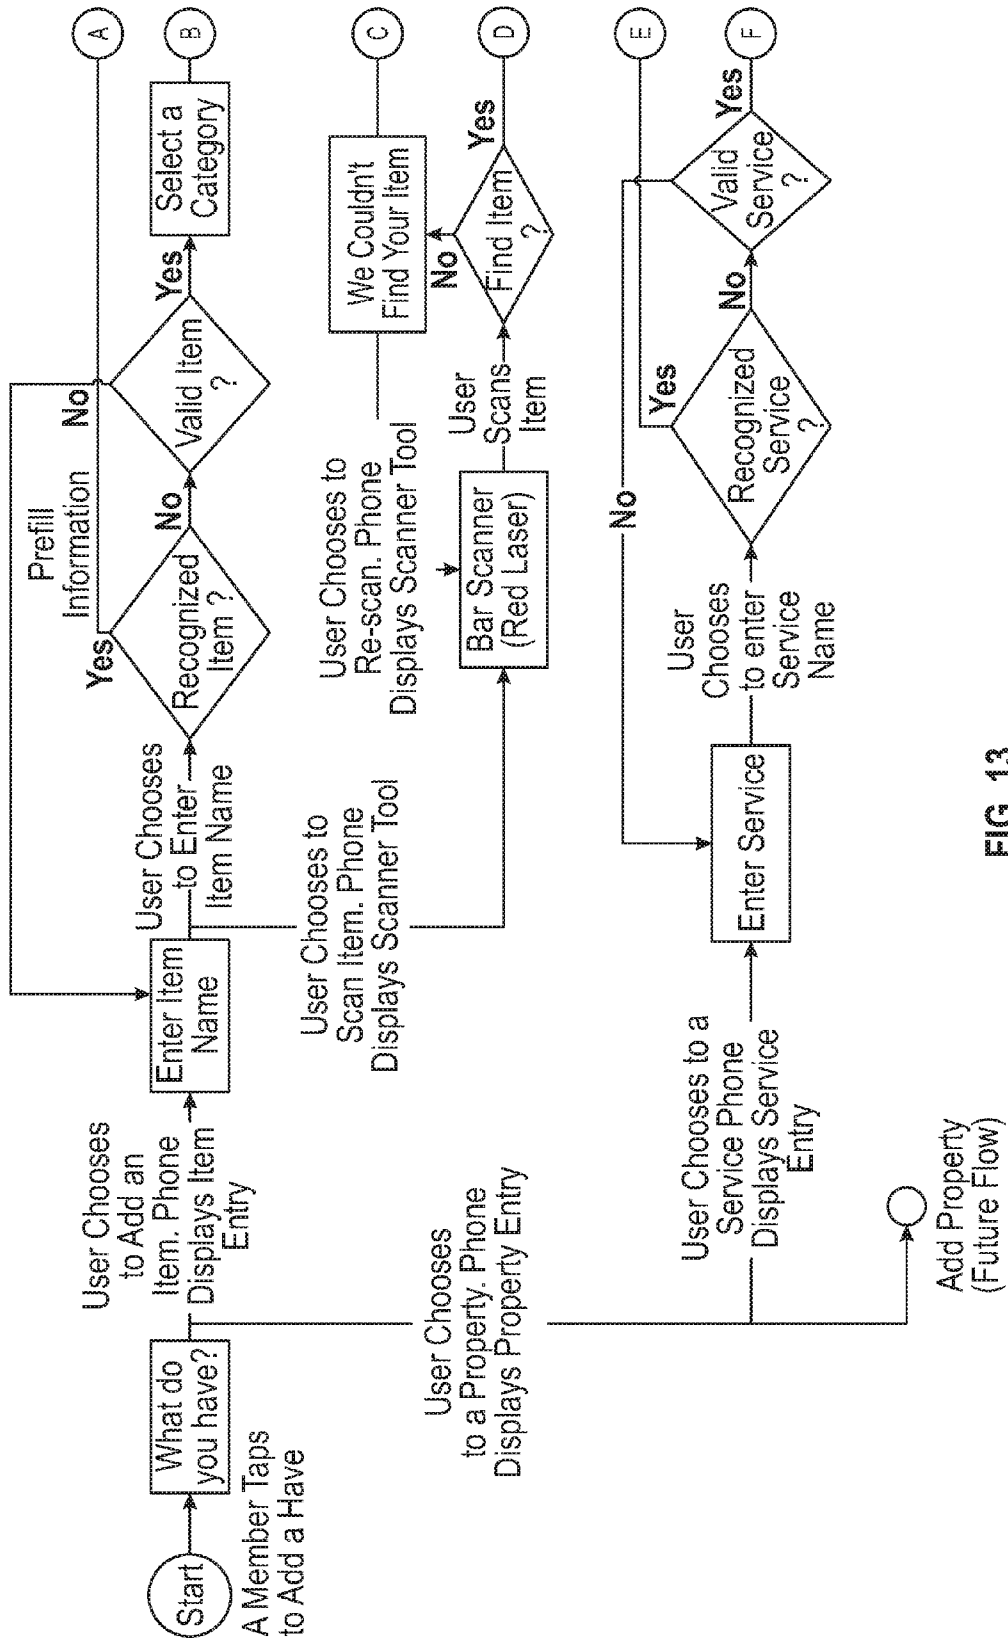 Start
A Member Taps
to Add a Have
What do
you have?
User Chooses
to Add an
Item. Phone
Displays Item
Entry
Enter Item
Name
User Chooses
to Enter
Item Name
Recognized
Item ?
Yes
Prefill
Information
No
Valid Item
?
No
Yes
Select a
Category
A
B
User Chooses to
Scan Item. Phone
Displays Scanner Tool
User Chooses to
Re-scan. Phone
Displays Scanner Tool
Bar Scanner
(Red Laser)
User
Scans
Item
We Couldn't
Find Your Item
No
Find Item
?
Yes
C
D
User Chooses
to a Property. Phone
Displays Property Entry
User Chooses to a
Service Phone
Displays Service
Entry
Enter Service
User
Chooses
to enter
Service
Name
No
Recognized
Service
?
Yes
No
Valid
Service
?
Yes
E
F
Add Property
(Future Flow)
FIG. 13